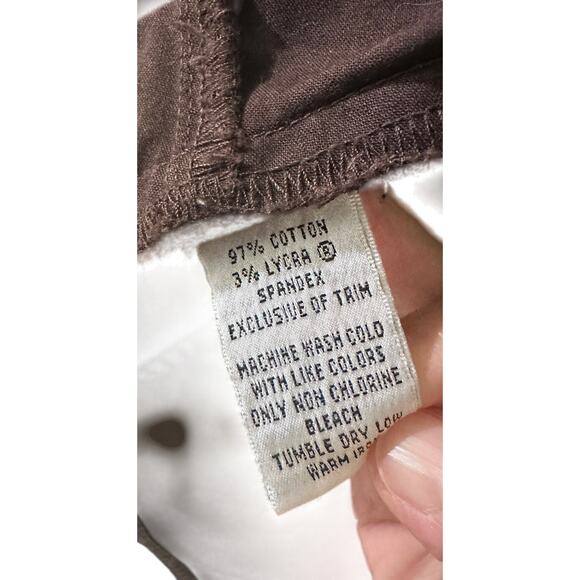 97% COTTON
3% LYCRA ®
SPANDEX
EXCLUSIVE OF TRIM
MACHINE WASH COLD
WITH LIKE COLORS
ONLY NON CHLORINE
BLEACH
TUMBLE DRY LOW
WARM